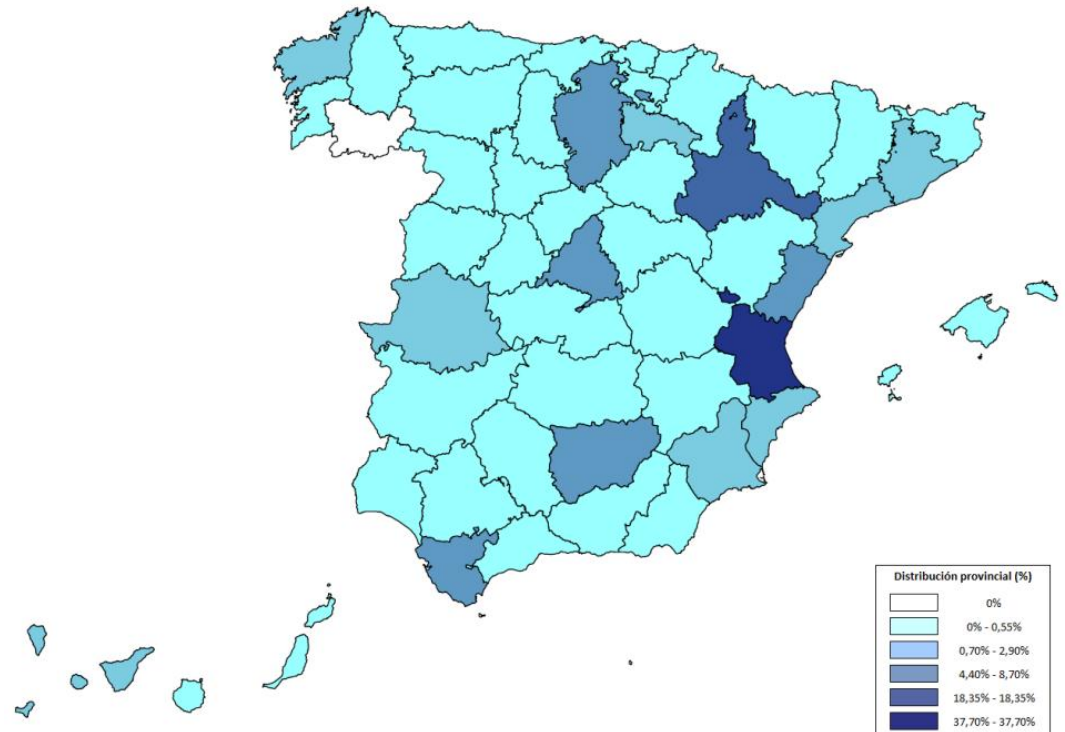 Distribución provincial (%)
0%
0% - 0,55%
0,70% - 2,90%
4,40% - 8,70%
18,35% - 18,35%
37,70% - 37,70%